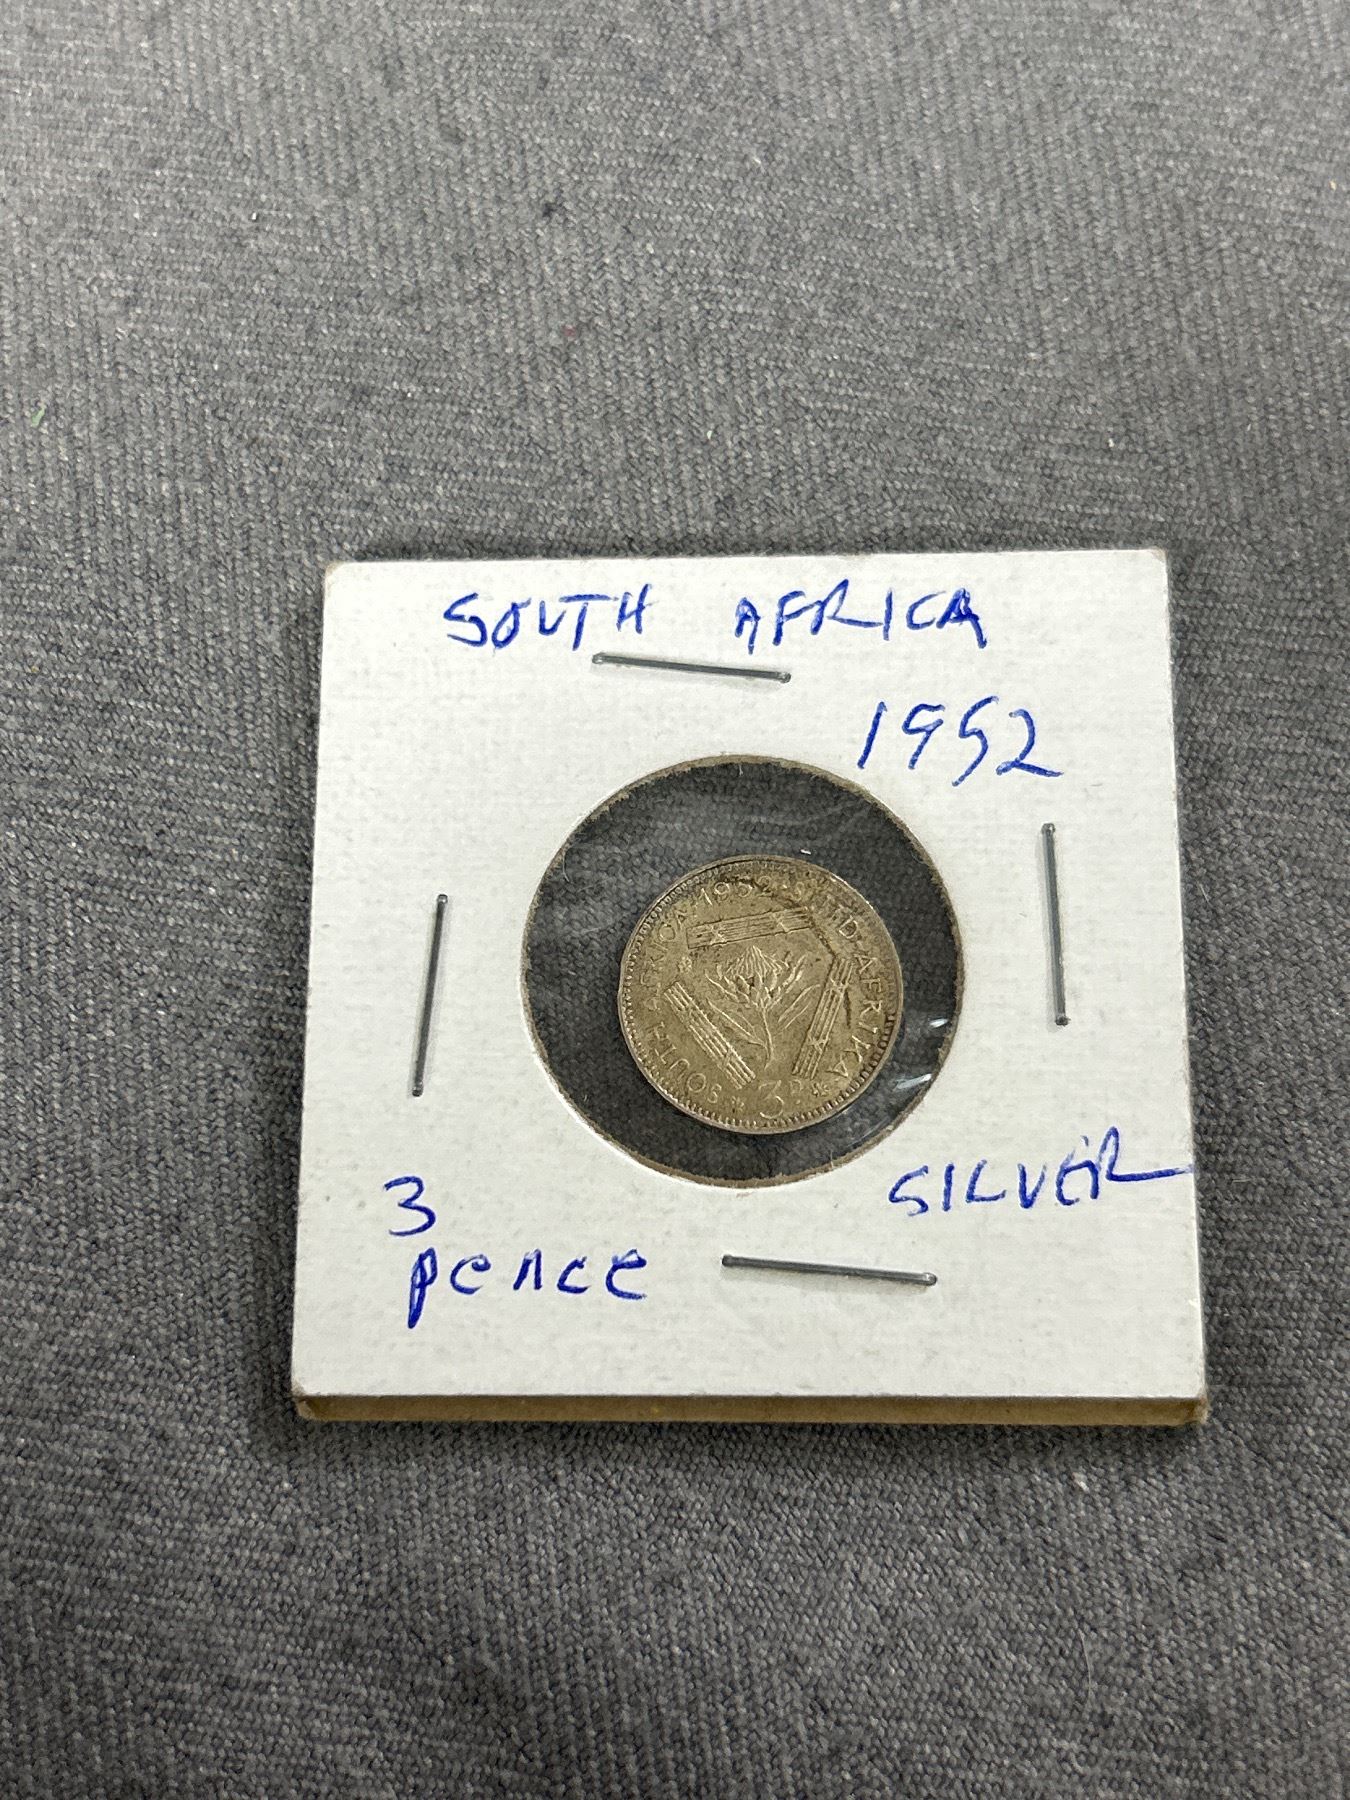 SOUTH AFRICA
1952
SOUTH AFRICA · 1952 · SUID-AFRIKA
3D
3
pence
SILVER